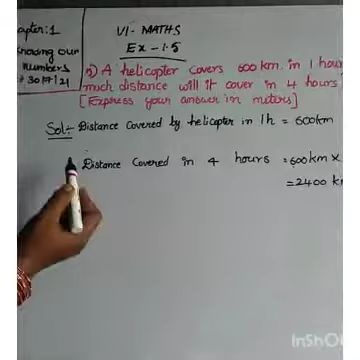 apter:1
VI- MATHS
Ex-1.5
nowing our
Numbers
30/7/21
n) A helicopter covers 600 km. in 1 hour
much distance will it cover in 4 hours
[Express your answer in meters]
Sol:- Distance Covered by helicopter in 1h = 600km
Distance Covered in 4 hours = 600km x
= 2400 k
InShO